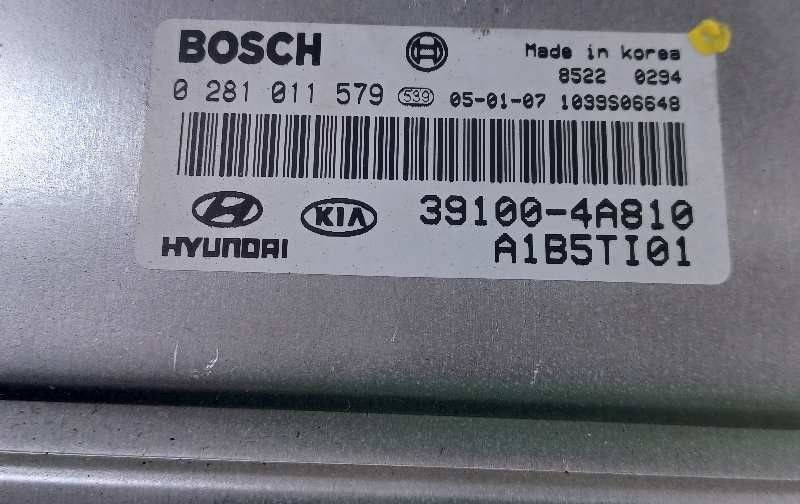 BOSCH Made in Korea
8522 0294
0 281 011 579 539 05-01-07 1039S06648
HYUNDAI KIA 39100-4A810
A1B5TI01